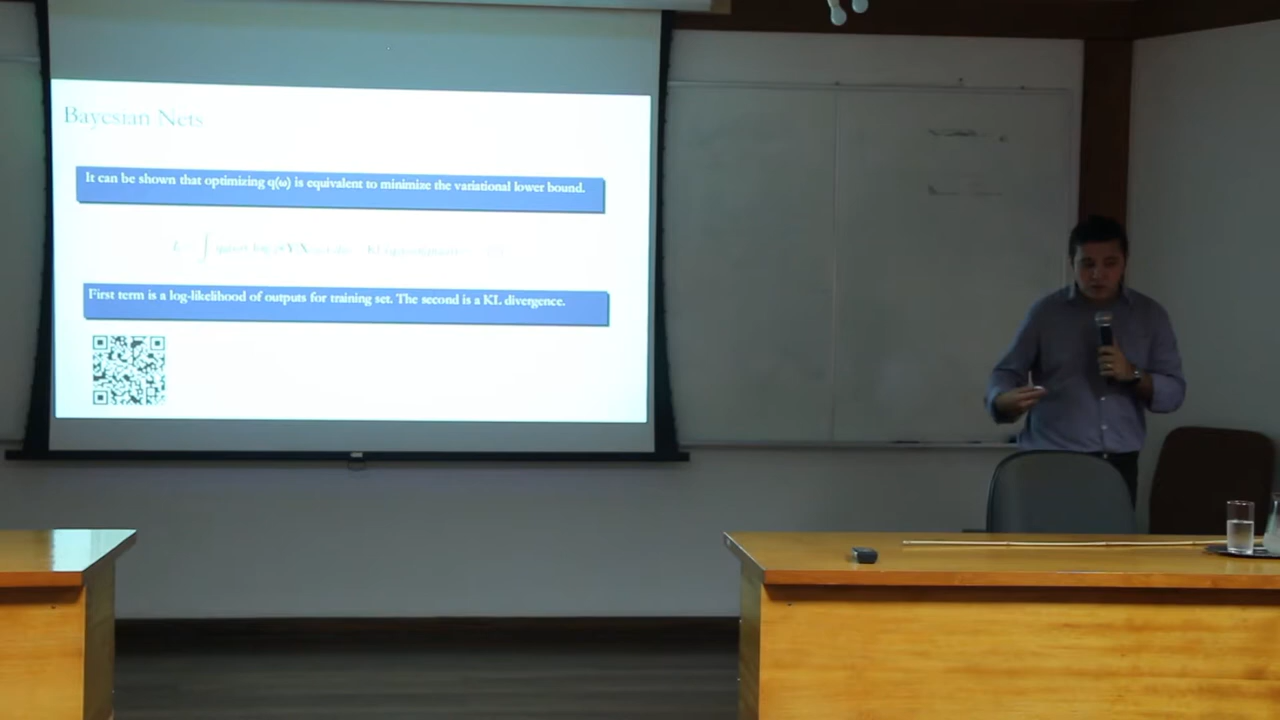 Bayesian Nets
It can be shown that optimizing q(ω) is equivalent to minimize the variational lower bound.
First term is a log-likelihood of outputs for training set. The second is a KL divergence.